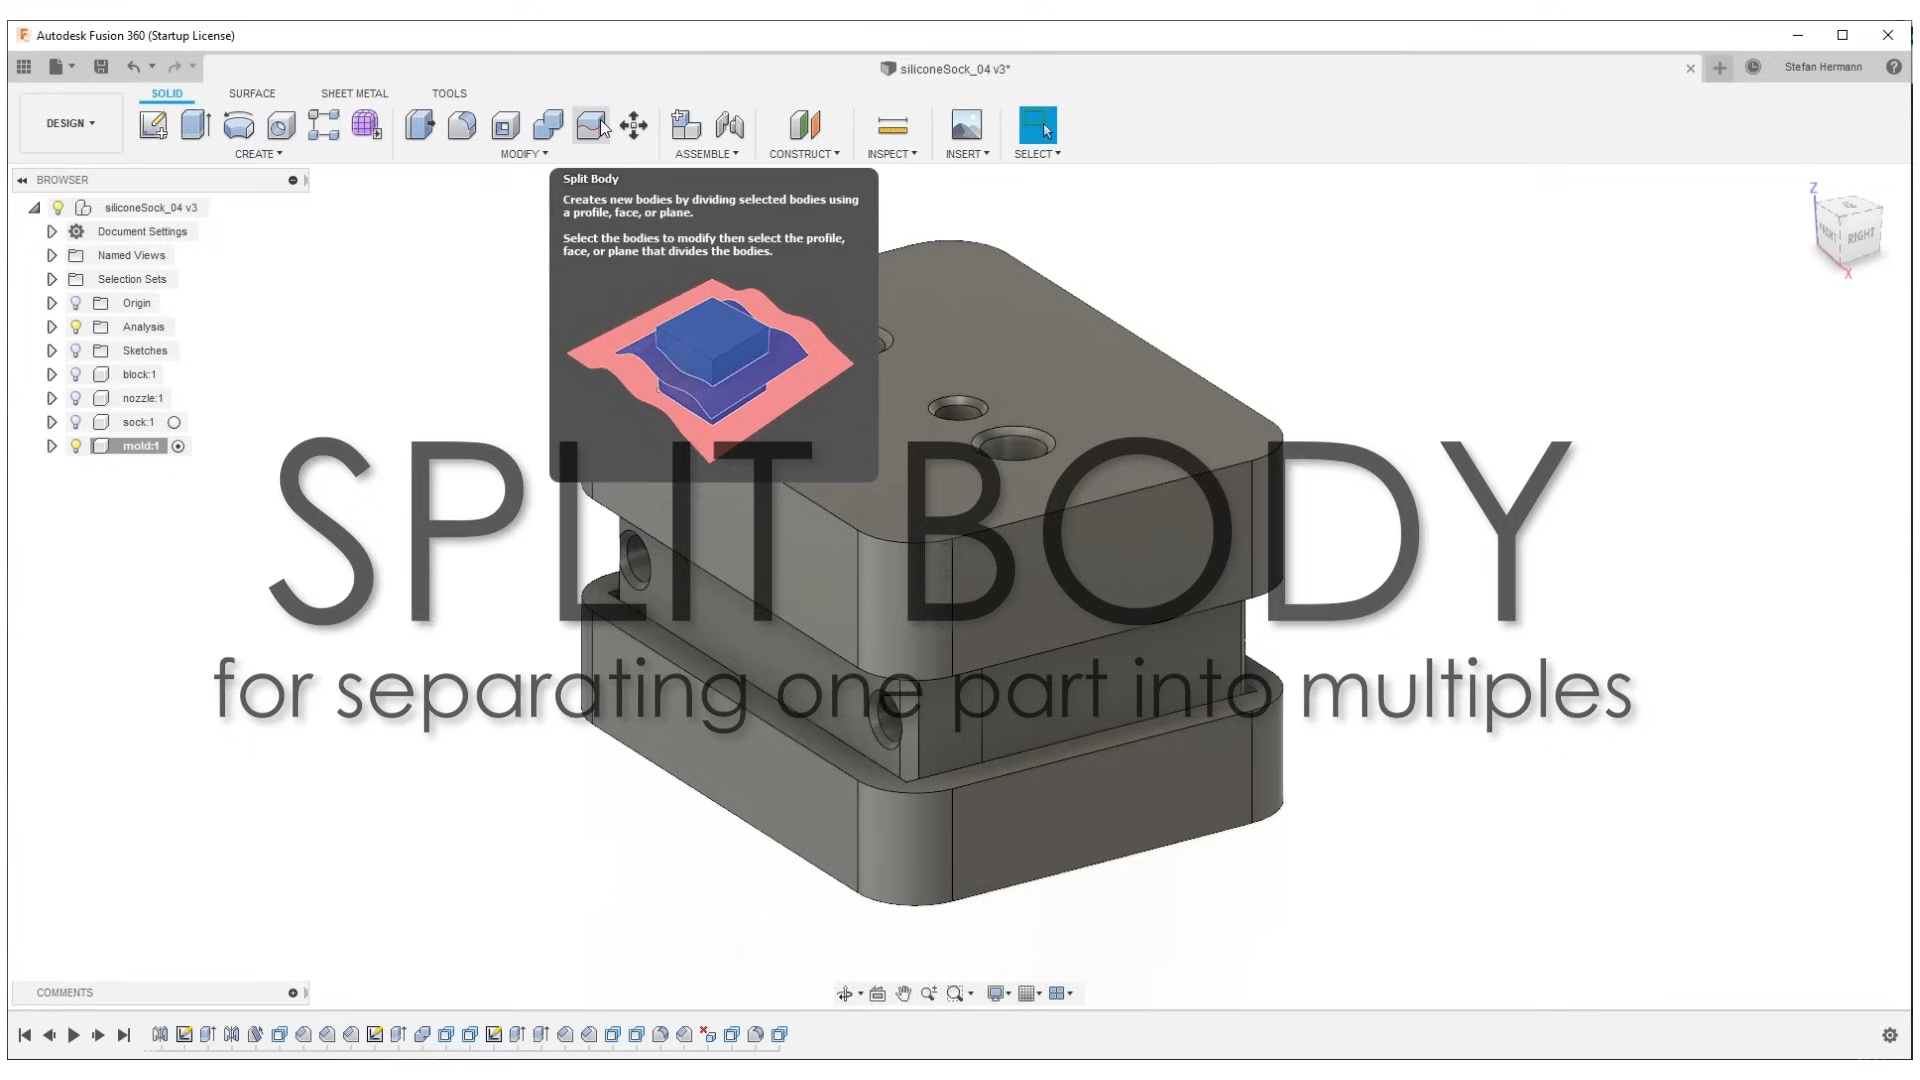 Autodesk Fusion 360 (Startup License)
siliconeSock_04 v3*
Stefan Hermann
DESIGN
SOLID
SURFACE
SHEET METAL
TOOLS
CREATE
MODIFY
ASSEMBLE
CONSTRUCT
INSPECT
INSERT
SELECT
BROWSER
siliconeSock_04 v3
Document Settings
Named Views
Selection Sets
Origin
Analysis
Sketches
block:1
nozzle:1
sock:1
mold:1
Split Body
Creates new bodies by dividing selected bodies using
a profile, face, or plane.
Select the bodies to modify then select the profile,
face, or plane that divides the bodies.
Z
FRONT
RIGHT
X
SPLIT BODY
for separating one part into multiples
COMMENTS